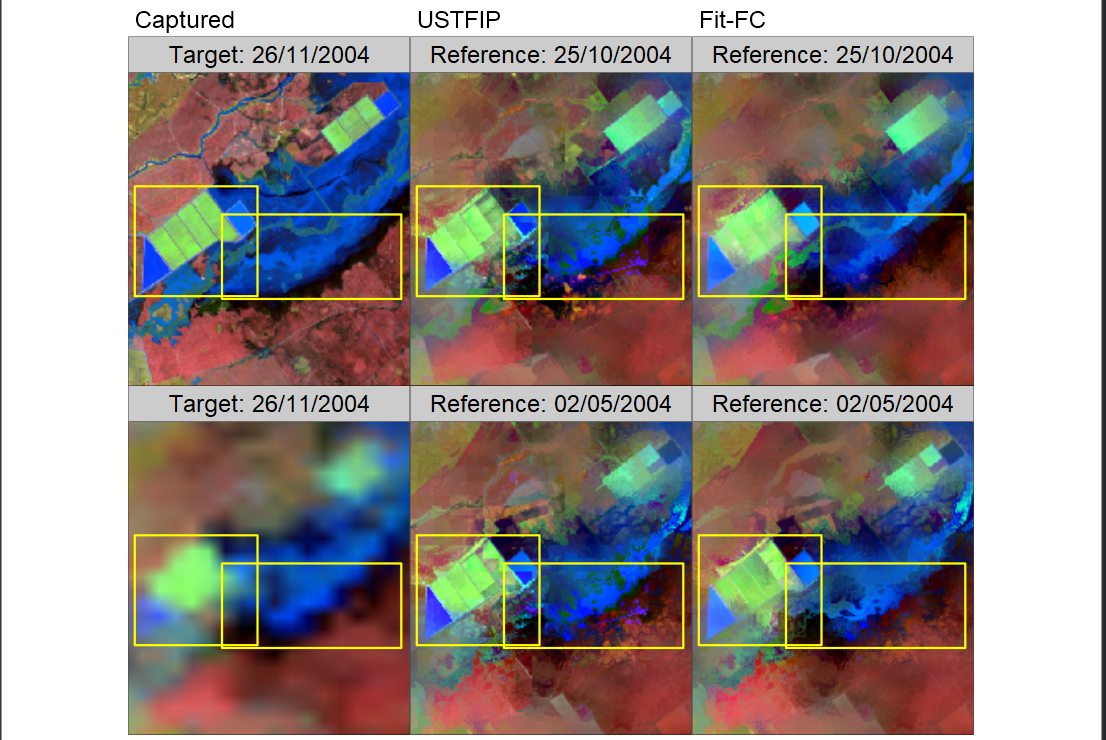 Captured USTFIP Fit-FC
Target: 26/11/2004 Reference: 25/10/2004 Reference: 25/10/2004
Target: 26/11/2004 Reference: 02/05/2004 Reference: 02/05/2004